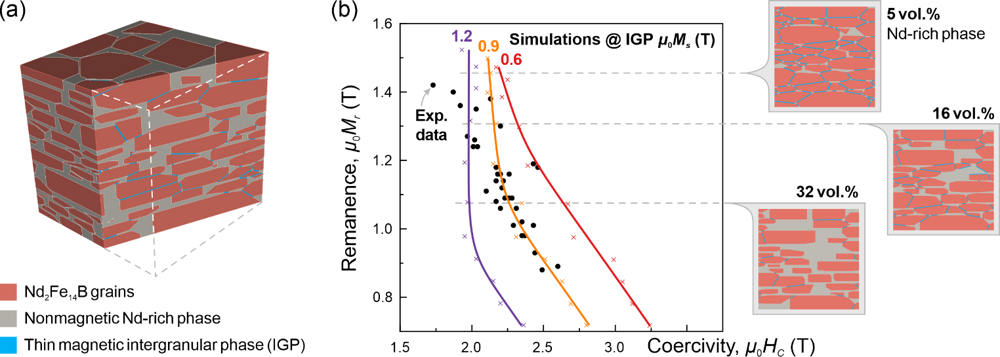 (a)
Nd₂Fe₁₄B grains
Nonmagnetic Nd-rich phase
Thin magnetic intergranular phase (IGP)
(b)
Remanence, μ₀Mᵣ (T)
1.6
1.4
1.2
1.0
0.8
1.2
0.9
0.6
Simulations @ IGP μ₀Mₛ (T)
Exp.
data
1.5
2.0
2.5
3.0
Coercivity, μ₀H_C (T)
5 vol.%
Nd-rich phase
16 vol.%
32 vol.%